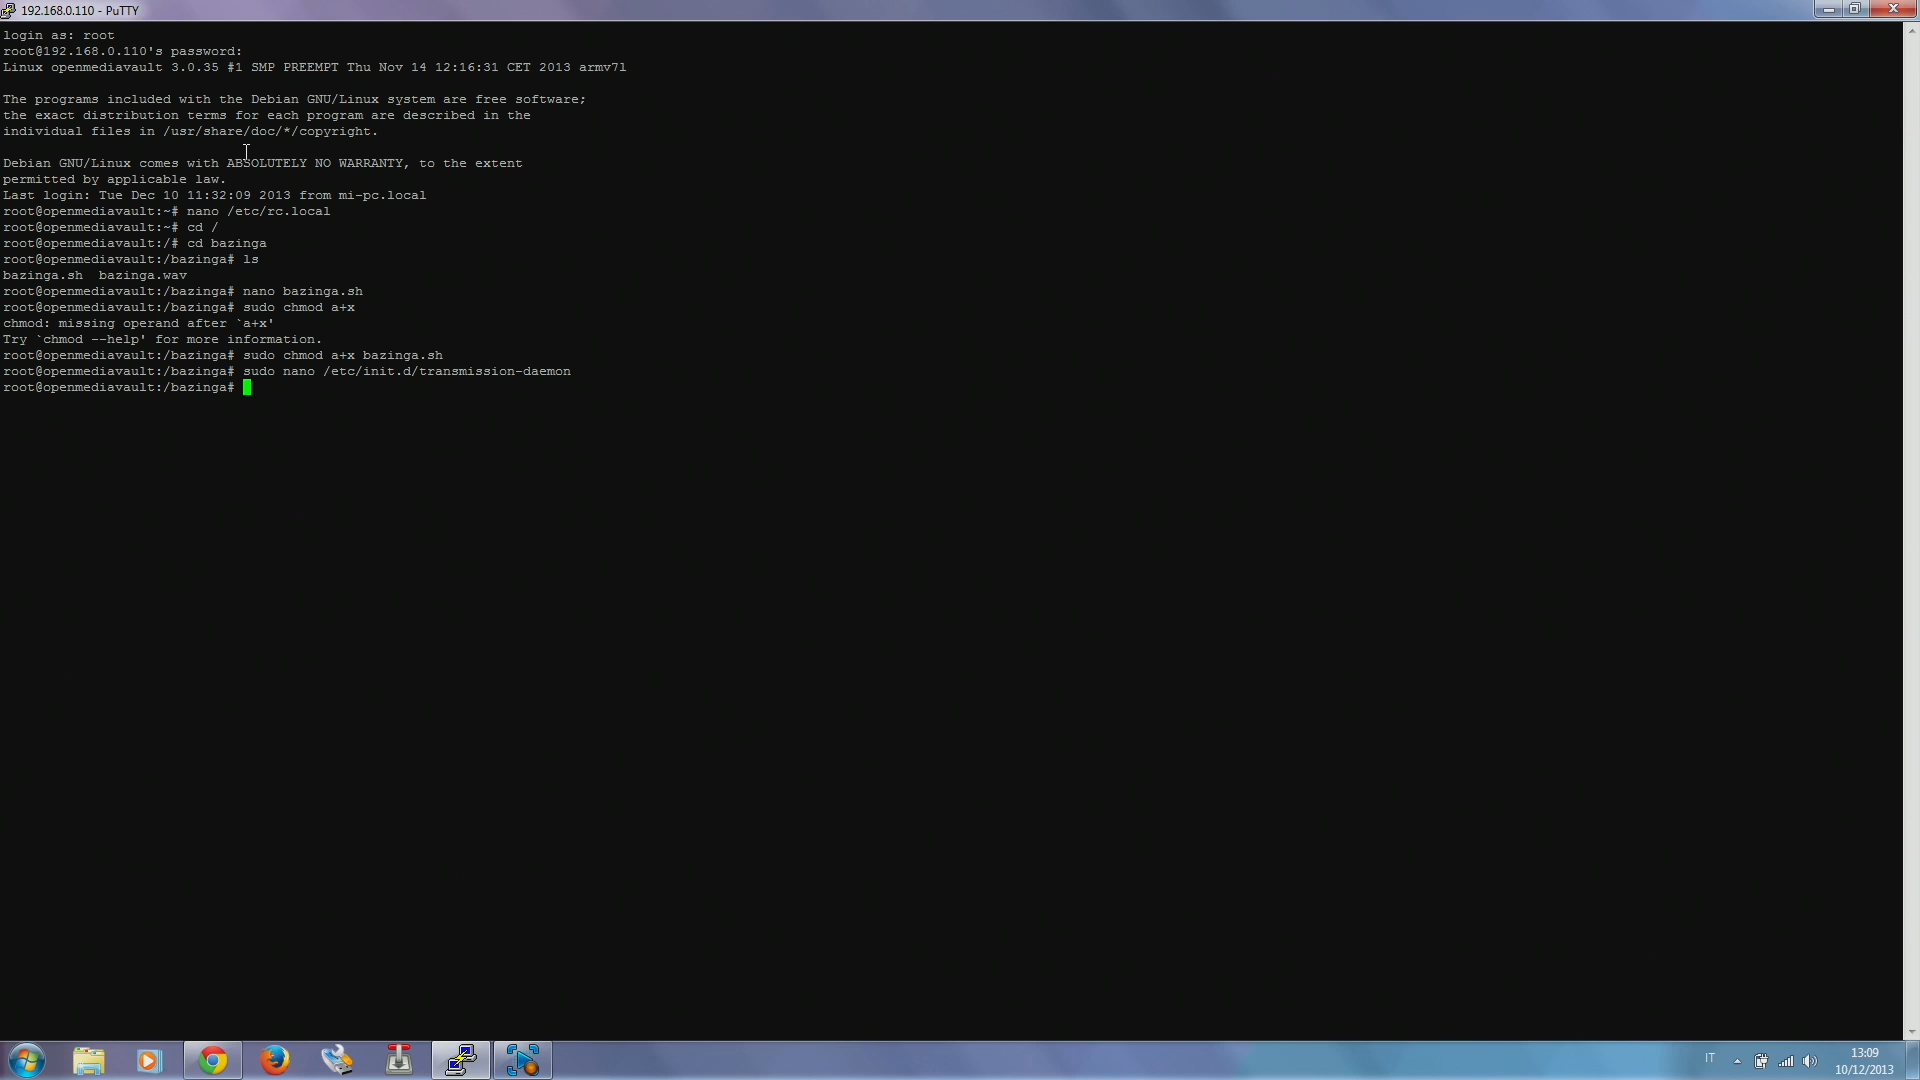 192.168.0.110 - PuTTY
login as: root
root@192.168.0.110's password:
Linux openmediavault 3.0.35 #1 SMP PREEMPT Thu Nov 14 12:16:31 CET 2013 armv7l
The programs included with the Debian GNU/Linux system are free software;
the exact distribution terms for each program are described in the
individual files in /usr/share/doc/*/copyright.
Debian GNU/Linux comes with ABSOLUTELY NO WARRANTY, to the extent
permitted by applicable law.
Last login: Tue Dec 10 11:32:09 2013 from mi-pc.local
root@openmediavault:~# nano /etc/rc.local
root@openmediavault:~# cd /
root@openmediavault:/# cd bazinga
root@openmediavault:/bazinga# ls
bazinga.sh  bazinga.wav
root@openmediavault:/bazinga# nano bazinga.sh
root@openmediavault:/bazinga# sudo chmod a+x
chmod: missing operand after `a+x'
Try `chmod --help' for more information.
root@openmediavault:/bazinga# sudo chmod a+x bazinga.sh
root@openmediavault:/bazinga# sudo nano /etc/init.d/transmission-daemon
root@openmediavault:/bazinga#
IT
13:09
10/12/2013